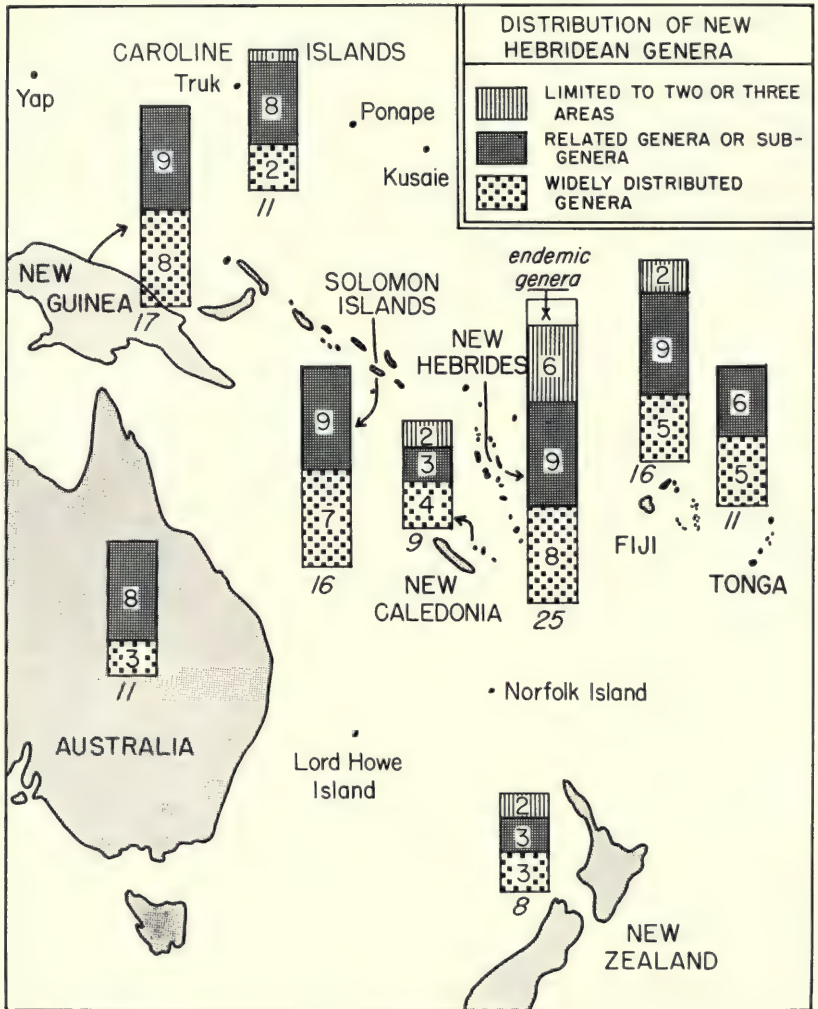 DISTRIBUTION OF NEW
HEBRIDEAN GENERA
LIMITED TO TWO OR THREE
AREAS
RELATED GENERA OR SUB-
GENERA
WIDELY DISTRIBUTED
GENERA
CAROLINE ISLANDS
Yap
Truk
Ponape
Kusaie
1
8
2
11
9
8
17
NEW
GUINEA
SOLOMON
ISLANDS
9
7
16
2
3
4
9
NEW
CALEDONIA
NEW
HEBRIDES
endemic
genera
X
6
9
8
25
2
9
5
16
FIJI
6
5
11
TONGA
8
3
11
AUSTRALIA
Norfolk Island
Lord Howe
Island
2
3
3
8
NEW
ZEALAND